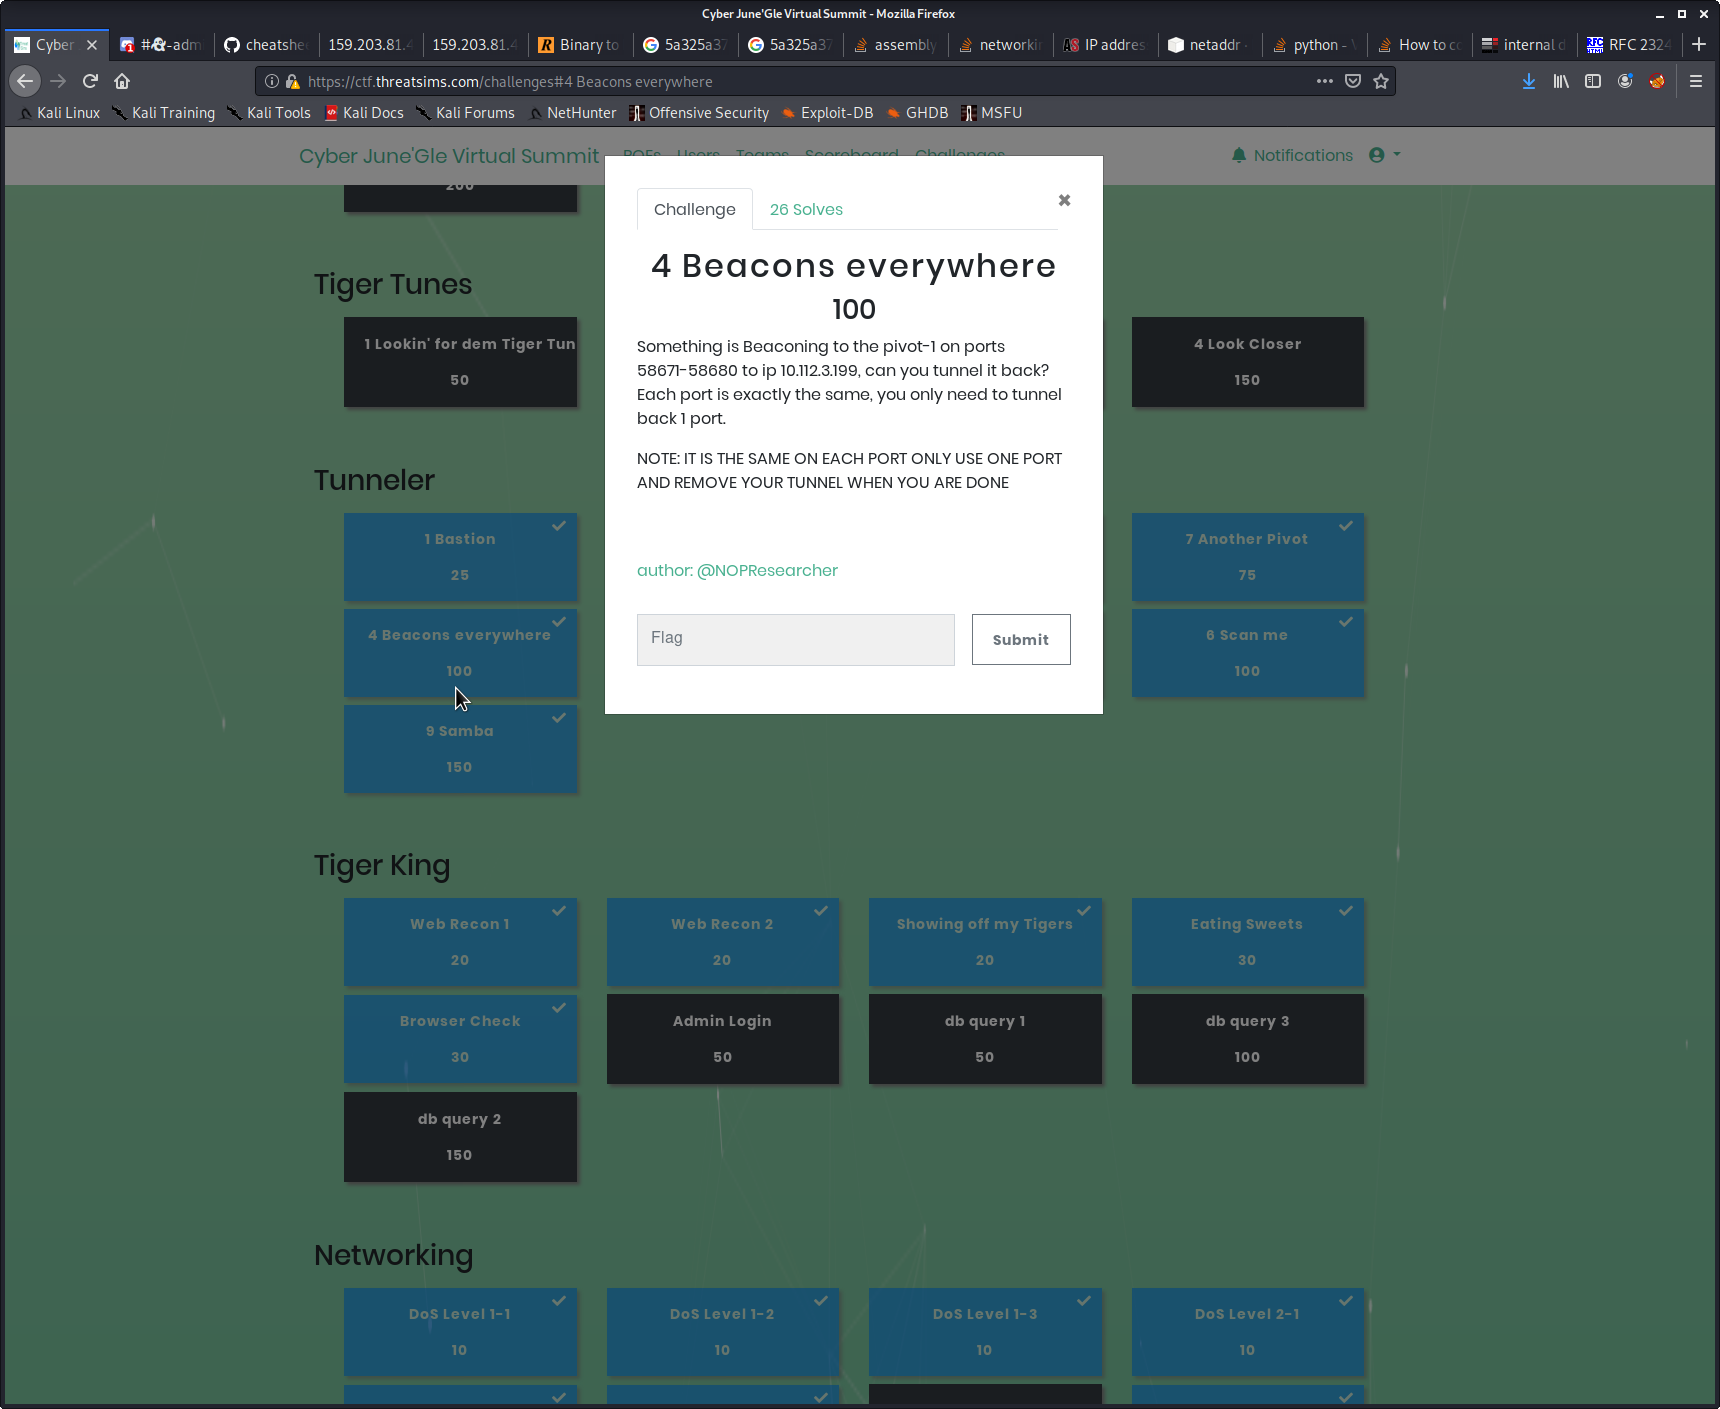 Cyber June'Gle Virtual Summit - Mozilla Firefox
Cyber #&-adm cheatshe 159.203.81.4 159.203.81.4 Binary to 5a325a37 5a325a37 assembly networkin IP addres netaddr python - How to co internal d RFC 2324
https://ctf.threatsims.com/challenges#4 Beacons everywhere
Kali Linux Kali Training Kali Tools Kali Docs Kali Forums NetHunter Offensive Security Exploit-DB GHDB MSFU
Cyber June'Gle Virtual Summit Users Teams Scoreboard Challenges Notifications
200
Challenge 26 Solves
4 Beacons everywhere
100
Something is Beaconing to the pivot-1 on ports
58671-58680 to ip 10.112.3.199, can you tunnel it back?
Each port is exactly the same, you only need to tunnel
back 1 port.
NOTE: IT IS THE SAME ON EACH PORT ONLY USE ONE PORT
AND REMOVE YOUR TUNNEL WHEN YOU ARE DONE
author: @NOPResearcher
Flag Submit
Tiger Tunes
1 Lookin' for dem Tiger Tun
50
4 Look Closer
150
Tunneler
1 Bastion
25
7 Another Pivot
75
4 Beacons everywhere
100
6 Scan me
100
9 Samba
150
Tiger King
Web Recon 1
20
Web Recon 2
20
Showing off my Tigers
20
Eating Sweets
30
Browser Check
30
Admin Login
50
db query 1
50
db query 3
100
db query 2
150
Networking
DoS Level 1-1
10
DoS Level 1-2
10
DoS Level 1-3
10
DoS Level 2-1
10